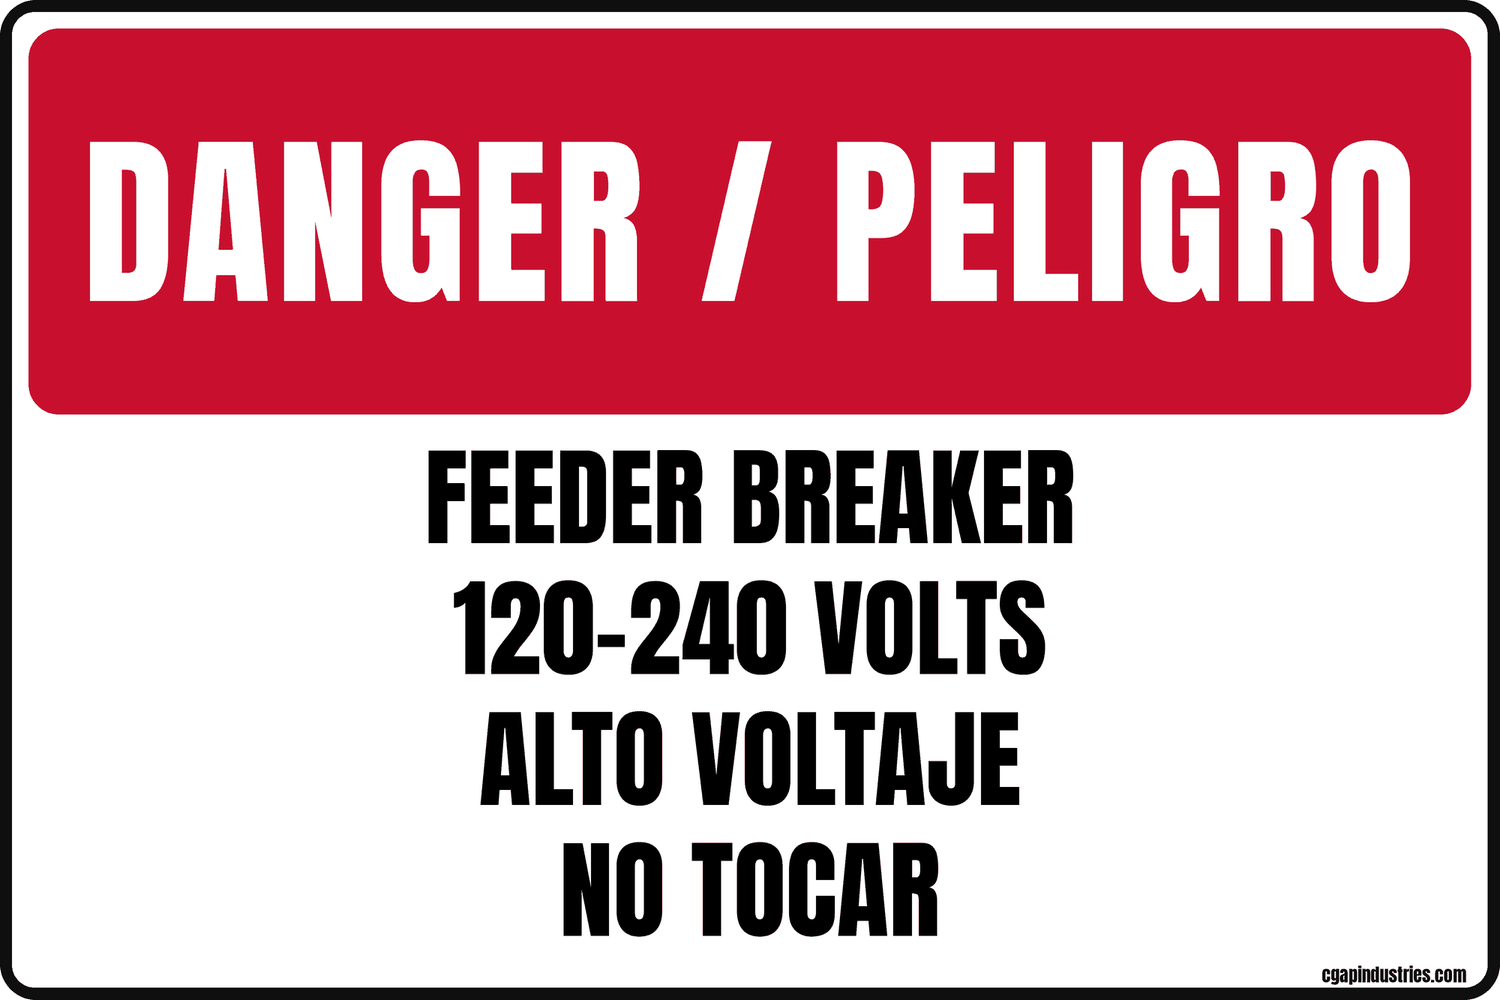 DANGER / PELIGRO
FEEDER BREAKER
120-240 VOLTS
ALTO VOLTAJE
NO TOCAR
cgapindustries.com